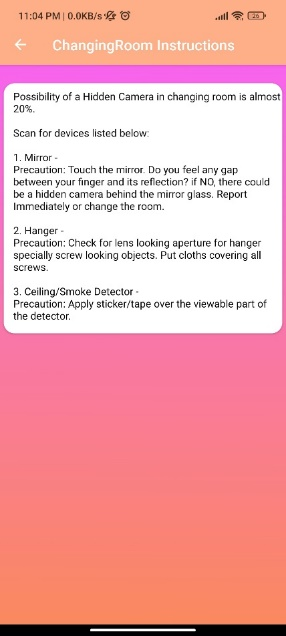 11:04 PM | 0.0KB/s
26
ChangingRoom Instructions
Possibility of a Hidden Camera in changing room is almost
20%.
Scan for devices listed below:
1. Mirror -
Precaution: Touch the mirror. Do you feel any gap
between your finger and its reflection? if NO, there could
be a hidden camera behind the mirror glass. Report
Immediately or change the room.
2. Hanger -
Precaution: Check for lens looking aperture for hanger
specially screw looking objects. Put cloths covering all
screws.
3. Ceiling/Smoke Detector -
Precaution: Apply sticker/tape over the viewable part of
the detector.